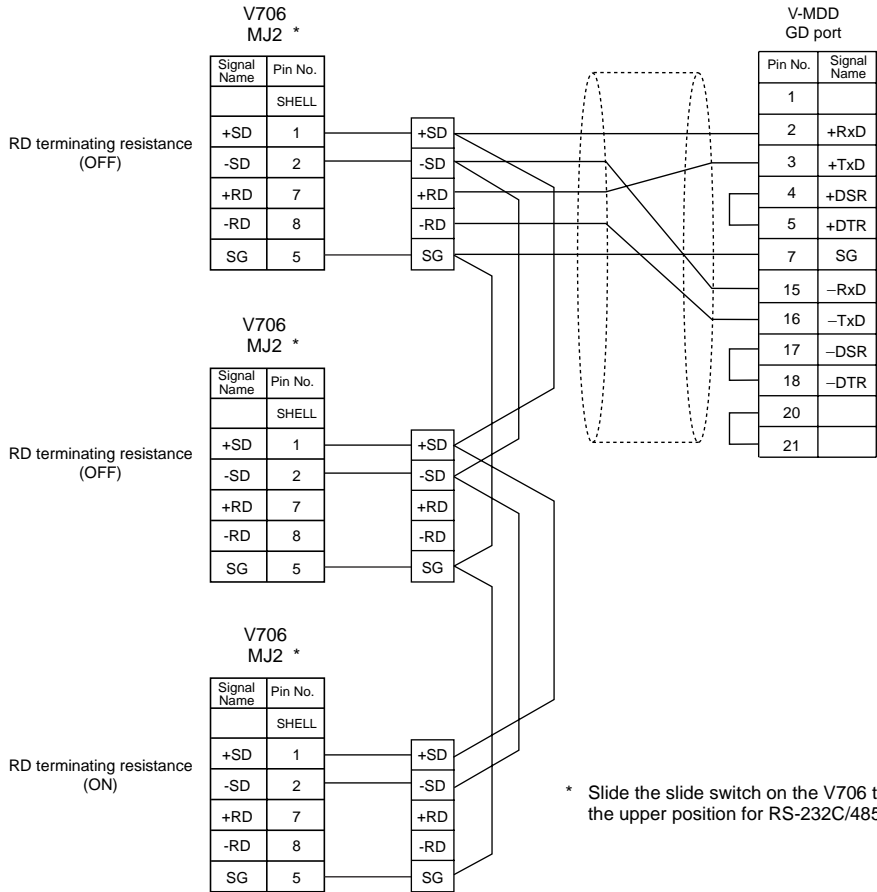 V706
MJ2 *
Signal Name Pin No.
SHELL
+SD 1 +SD
-SD 2 -SD
+RD 7 +RD
-RD 8 -RD
SG 5 SG
RD terminating resistance
(OFF)
V-MDD
GD port
Pin No. Signal Name
1
2 +RxD
3 +TxD
4 +DSR
5 +DTR
7 SG
15 −RxD
16 −TxD
17 −DSR
18 −DTR
20
21
V706
MJ2 *
Signal Name Pin No.
SHELL
+SD 1 +SD
-SD 2 -SD
+RD 7 +RD
-RD 8 -RD
SG 5 SG
RD terminating resistance
(OFF)
V706
MJ2 *
Signal Name Pin No.
SHELL
+SD 1 +SD
-SD 2 -SD
+RD 7 +RD
-RD 8 -RD
SG 5 SG
RD terminating resistance
(ON)
* Slide the slide switch on the V706
the upper position for RS-232C/485